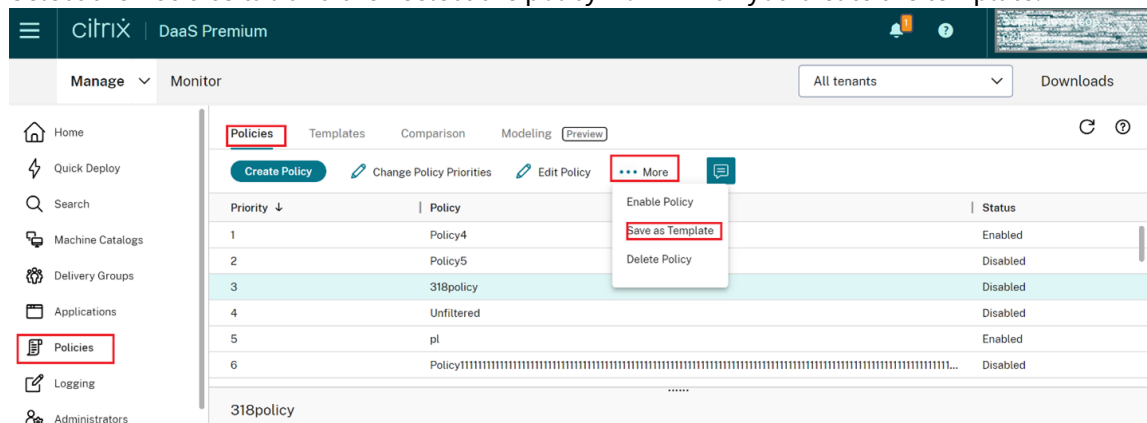 citrix | DaaS Premium
1
?
Manage
Monitor
All tenants
Downloads
Home
Quick Deploy
Search
Machine Catalogs
Delivery Groups
Applications
Policies
Logging
Administrators
Policies Templates Comparison Modeling Preview
Create Policy Change Policy Priorities Edit Policy ••• More
Enable Policy
Save as Template
Delete Policy
Priority ↓ Policy Status
1 Policy4 Enabled
2 Policy5 Disabled
3 318policy Disabled
4 Unfiltered Disabled
5 pl Enabled
6 Disabled
318policy